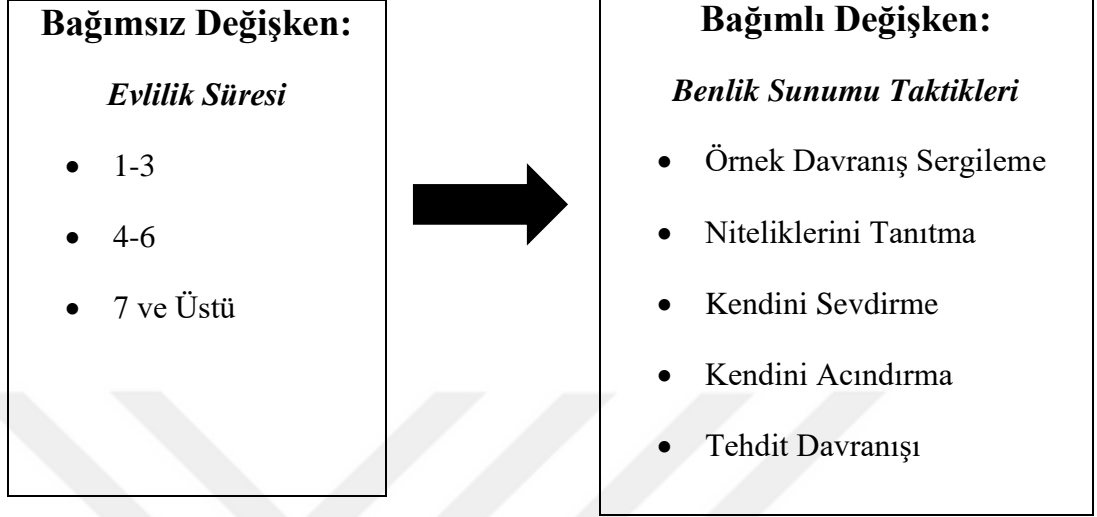 Bağımsız Değişken:
Evlilik Süresi
• 1-3
• 4-6
• 7 ve Üstü
Bağımlı Değişken:
Benlik Sunumu Taktikleri
• Örnek Davranış Sergileme
• Niteliklerini Tanıtma
• Kendini Sevdirme
• Kendini Acındırma
• Tehdit Davranışı